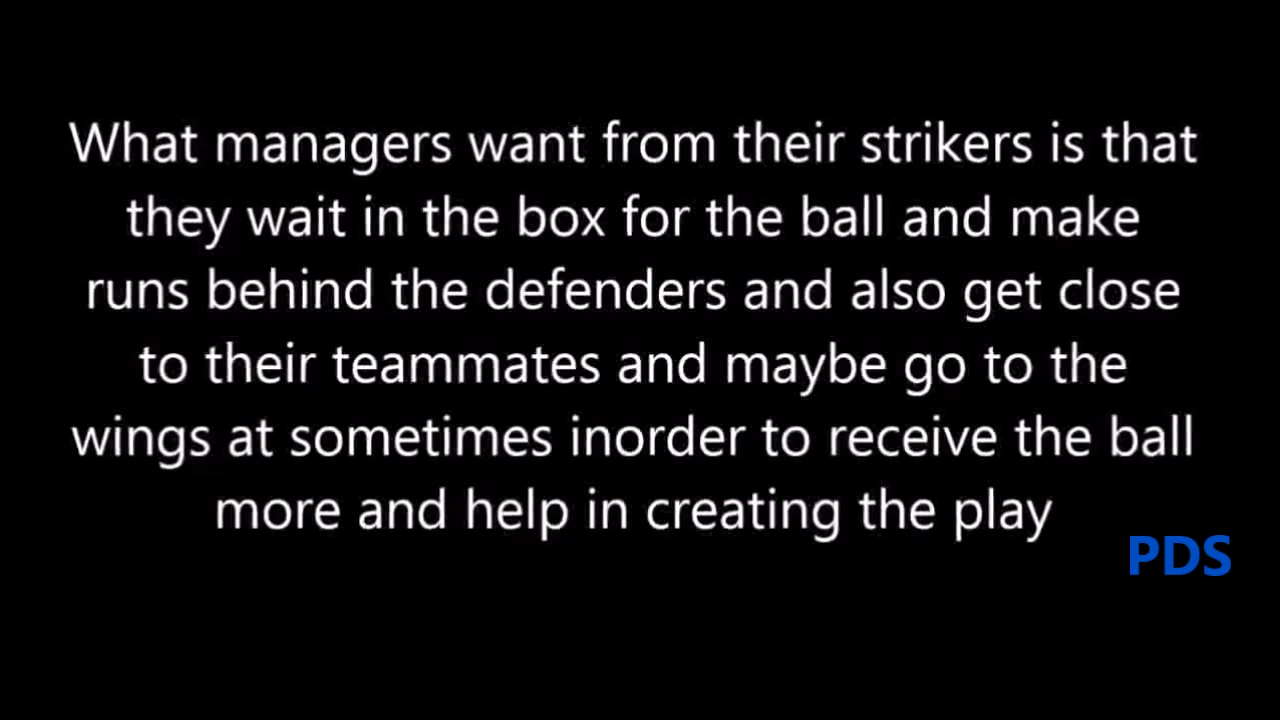 What managers want from their strikers is that
they wait in the box for the ball and make
runs behind the defenders and also get close
to their teammates and maybe go to the
wings at sometimes inorder to receive the ball
more and help in creating the play
PDS